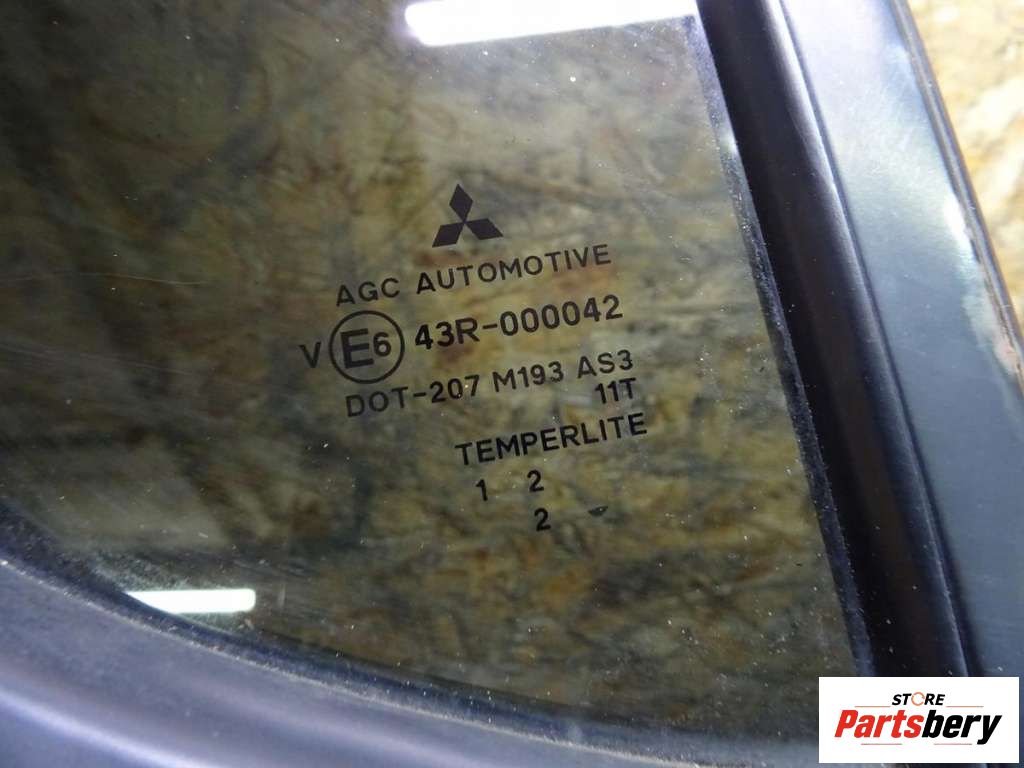 AGC AUTOMOTIVE
V E6 43R-000042
DOT-207 M193 AS3
11T
TEMPERLITE
1 2
2
STORE
Partsbery